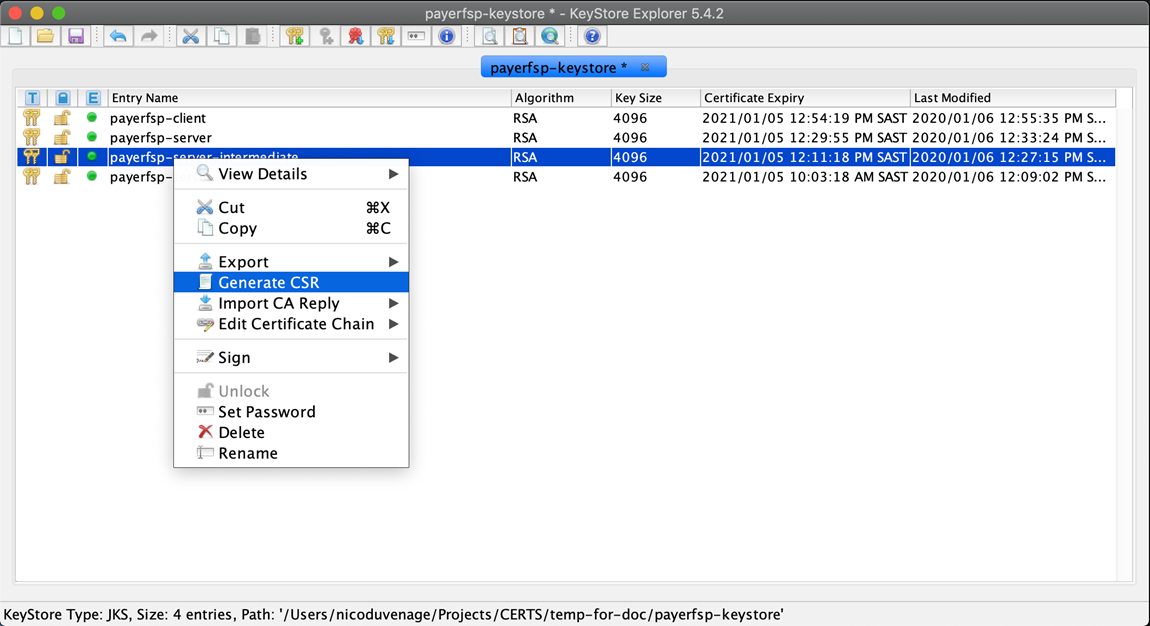 payerfsp-keystore * - KeyStore Explorer 5.4.2
payerfsp-keystore *
T E Entry Name Algorithm Key Size Certificate Expiry Last Modified
payerfsp-client RSA 4096 2021/01/05 12:54:19 PM SAST 2020/01/06 12:55:35 PM S...
payerfsp-server RSA 4096 2021/01/05 12:29:55 PM SAST 2020/01/06 12:33:24 PM S...
payerfsp-server-intermediate RSA 4096 2021/01/05 12:11:18 PM SAST 2020/01/06 12:27:15 PM S...
payerfsp- RSA 4096 2021/01/05 10:03:18 AM SAST 2020/01/06 12:09:02 PM S...
View Details
Cut ⌘X
Copy ⌘C
Export
Generate CSR
Import CA Reply
Edit Certificate Chain
Sign
Unlock
Set Password
Delete
Rename
KeyStore Type: JKS, Size: 4 entries, Path: '/Users/nicoduvenage/Projects/CERTS/temp-for-doc/payerfsp-keystore'